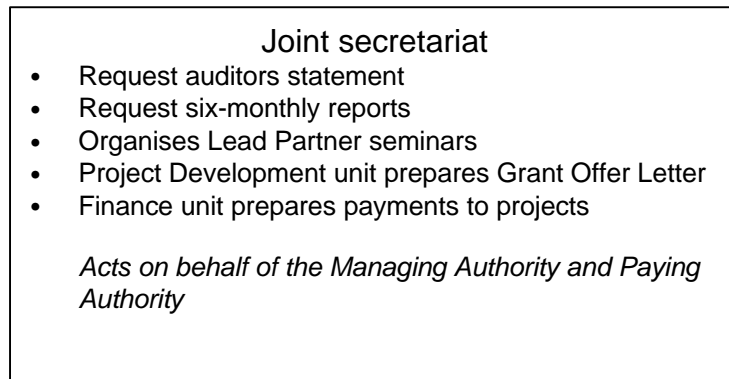 Joint secretariat
• Request auditors statement
• Request six-monthly reports
• Organises Lead Partner seminars
• Project Development unit prepares Grant Offer Letter
• Finance unit prepares payments to projects
Acts on behalf of the Managing Authority and Paying
Authority